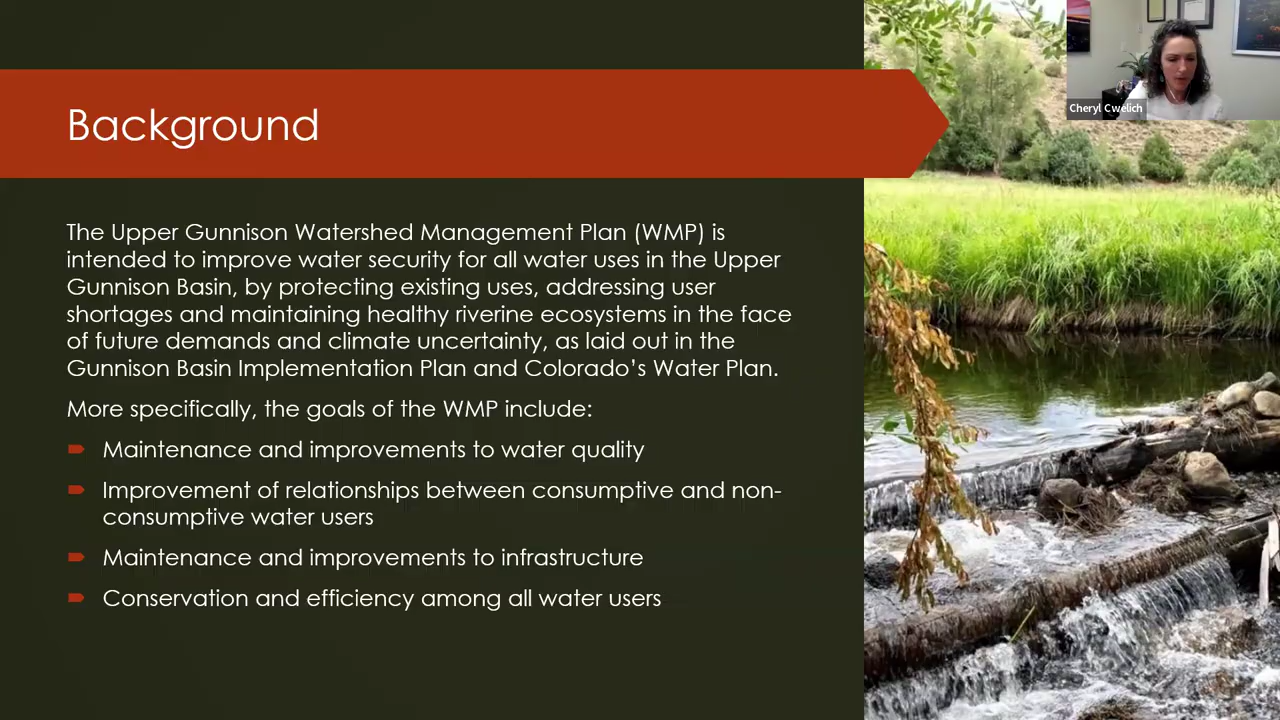 Background
Cheryl Cwelich
The Upper Gunnison Watershed Management Plan (WMP) is
intended to improve water security for all water uses in the Upper
Gunnison Basin, by protecting existing uses, addressing user
shortages and maintaining healthy riverine ecosystems in the face
of future demands and climate uncertainty, as laid out in the
Gunnison Basin Implementation Plan and Colorado’s Water Plan.
More specifically, the goals of the WMP include:
Maintenance and improvements to water quality
Improvement of relationships between consumptive and non-
consumptive water users
Maintenance and improvements to infrastructure
Conservation and efficiency among all water users